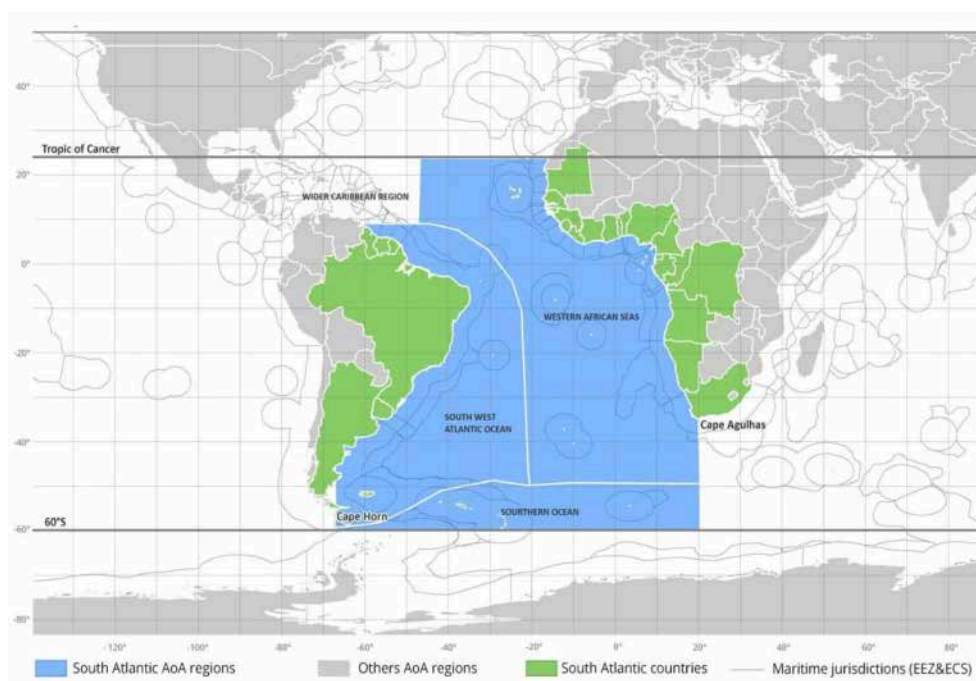 40°
Tropic of Cancer
20°
WIDER CARIBBEAN REGION
0°
WESTERN AFRICAN SEAS
-20°
SOUTH WEST
ATLANTIC OCEAN
Cape Agulhas
-40°
Cape Horn
SOURTHERN OCEAN
60°S
-60°
-80°
-120° -100° -80° -60° -40° -20° 0° 20° 40° 60° 80°
South Atlantic AoA regions Others AoA regions South Atlantic countries Maritime jurisdictions (EEZ&ECS)